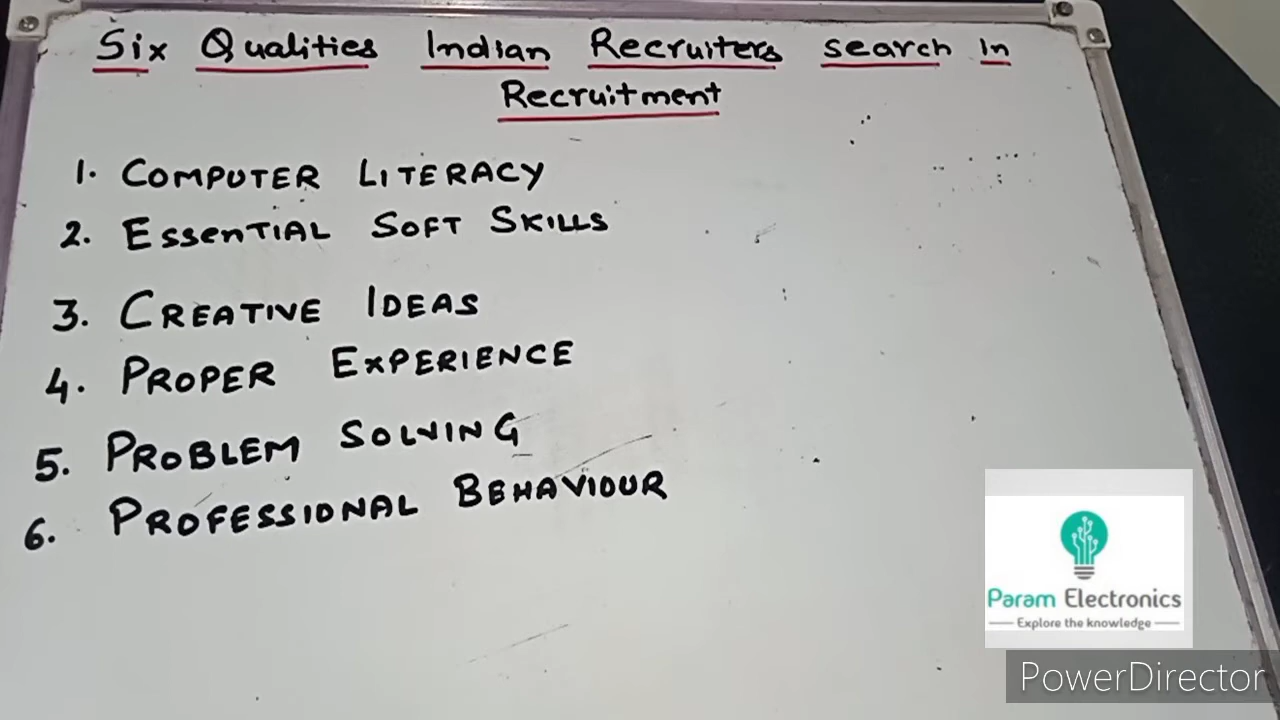 Six Qualities Indian Recruiters search In
Recruitment
1. COMPUTER LITERACY
2. ESSENTIAL SOFT SKILLS
3. CREATIVE IDEAS
4. PROPER EXPERIENCE
5. PROBLEM SOLVING
6. PROFESSIONAL BEHAVIOUR
Param Electronics
Explore the knowledge
PowerDirector